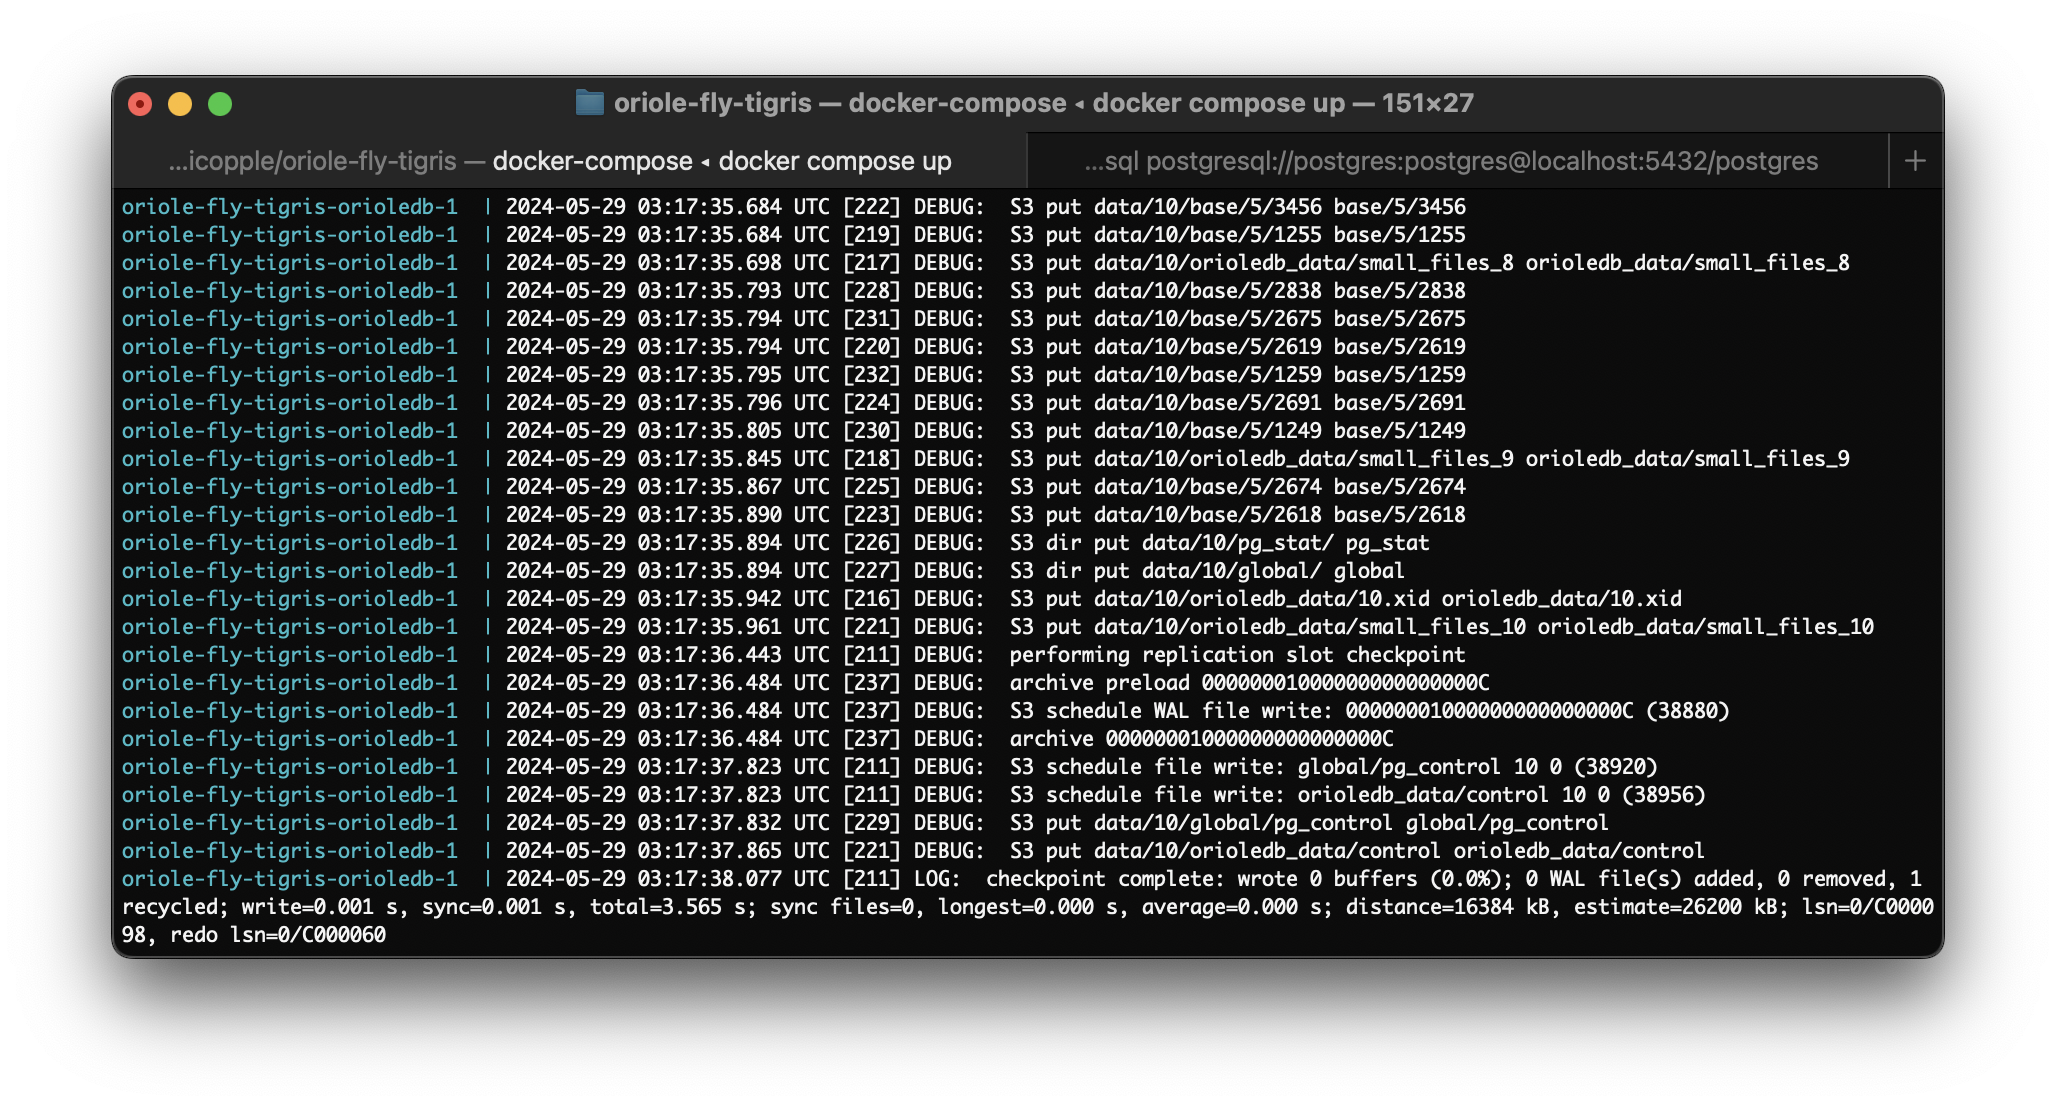 oriole-fly-tigris — docker-compose ◂ docker compose up — 151×27
...icopple/oriole-fly-tigris — docker-compose ◂ docker compose up
...sql postgresql://postgres:postgres@localhost:5432/postgres +
oriole-fly-tigris-orioledb-1  | 2024-05-29 03:17:35.684 UTC [222] DEBUG:  S3 put data/10/base/5/3456 base/5/3456
oriole-fly-tigris-orioledb-1  | 2024-05-29 03:17:35.684 UTC [219] DEBUG:  S3 put data/10/base/5/1255 base/5/1255
oriole-fly-tigris-orioledb-1  | 2024-05-29 03:17:35.698 UTC [217] DEBUG:  S3 put data/10/orioledb_data/small_files_8 orioledb_data/small_files_8
oriole-fly-tigris-orioledb-1  | 2024-05-29 03:17:35.793 UTC [228] DEBUG:  S3 put data/10/base/5/2838 base/5/2838
oriole-fly-tigris-orioledb-1  | 2024-05-29 03:17:35.794 UTC [231] DEBUG:  S3 put data/10/base/5/2675 base/5/2675
oriole-fly-tigris-orioledb-1  | 2024-05-29 03:17:35.794 UTC [220] DEBUG:  S3 put data/10/base/5/2619 base/5/2619
oriole-fly-tigris-orioledb-1  | 2024-05-29 03:17:35.795 UTC [232] DEBUG:  S3 put data/10/base/5/1259 base/5/1259
oriole-fly-tigris-orioledb-1  | 2024-05-29 03:17:35.796 UTC [224] DEBUG:  S3 put data/10/base/5/2691 base/5/2691
oriole-fly-tigris-orioledb-1  | 2024-05-29 03:17:35.805 UTC [230] DEBUG:  S3 put data/10/base/5/1249 base/5/1249
oriole-fly-tigris-orioledb-1  | 2024-05-29 03:17:35.845 UTC [218] DEBUG:  S3 put data/10/orioledb_data/small_files_9 orioledb_data/small_files_9
oriole-fly-tigris-orioledb-1  | 2024-05-29 03:17:35.867 UTC [225] DEBUG:  S3 put data/10/base/5/2674 base/5/2674
oriole-fly-tigris-orioledb-1  | 2024-05-29 03:17:35.890 UTC [223] DEBUG:  S3 put data/10/base/5/2618 base/5/2618
oriole-fly-tigris-orioledb-1  | 2024-05-29 03:17:35.894 UTC [226] DEBUG:  S3 dir put data/10/pg_stat/ pg_stat
oriole-fly-tigris-orioledb-1  | 2024-05-29 03:17:35.894 UTC [227] DEBUG:  S3 dir put data/10/global/ global
oriole-fly-tigris-orioledb-1  | 2024-05-29 03:17:35.942 UTC [216] DEBUG:  S3 put data/10/orioledb_data/10.xid orioledb_data/10.xid
oriole-fly-tigris-orioledb-1  | 2024-05-29 03:17:35.961 UTC [221] DEBUG:  S3 put data/10/orioledb_data/small_files_10 orioledb_data/small_files_10
oriole-fly-tigris-orioledb-1  | 2024-05-29 03:17:36.443 UTC [211] DEBUG:  performing replication slot checkpoint
oriole-fly-tigris-orioledb-1  | 2024-05-29 03:17:36.484 UTC [237] DEBUG:  archive preload 00000001000000000000000C
oriole-fly-tigris-orioledb-1  | 2024-05-29 03:17:36.484 UTC [237] DEBUG:  S3 schedule WAL file write: 00000001000000000000000C (38880)
oriole-fly-tigris-orioledb-1  | 2024-05-29 03:17:36.484 UTC [237] DEBUG:  archive 00000001000000000000000C
oriole-fly-tigris-orioledb-1  | 2024-05-29 03:17:37.823 UTC [211] DEBUG:  S3 schedule file write: global/pg_control 10 0 (38920)
oriole-fly-tigris-orioledb-1  | 2024-05-29 03:17:37.823 UTC [211] DEBUG:  S3 schedule file write: orioledb_data/control 10 0 (38956)
oriole-fly-tigris-orioledb-1  | 2024-05-29 03:17:37.832 UTC [229] DEBUG:  S3 put data/10/global/pg_control global/pg_control
oriole-fly-tigris-orioledb-1  | 2024-05-29 03:17:37.865 UTC [221] DEBUG:  S3 put data/10/orioledb_data/control orioledb_data/control
oriole-fly-tigris-orioledb-1  | 2024-05-29 03:17:38.077 UTC [211] LOG:  checkpoint complete: wrote 0 buffers (0.0%); 0 WAL file(s) added, 0 removed, 1
recycled; write=0.001 s, sync=0.001 s, total=3.565 s; sync files=0, longest=0.000 s, average=0.000 s; distance=16384 kB, estimate=26200 kB; lsn=0/C0000
98, redo lsn=0/C000060